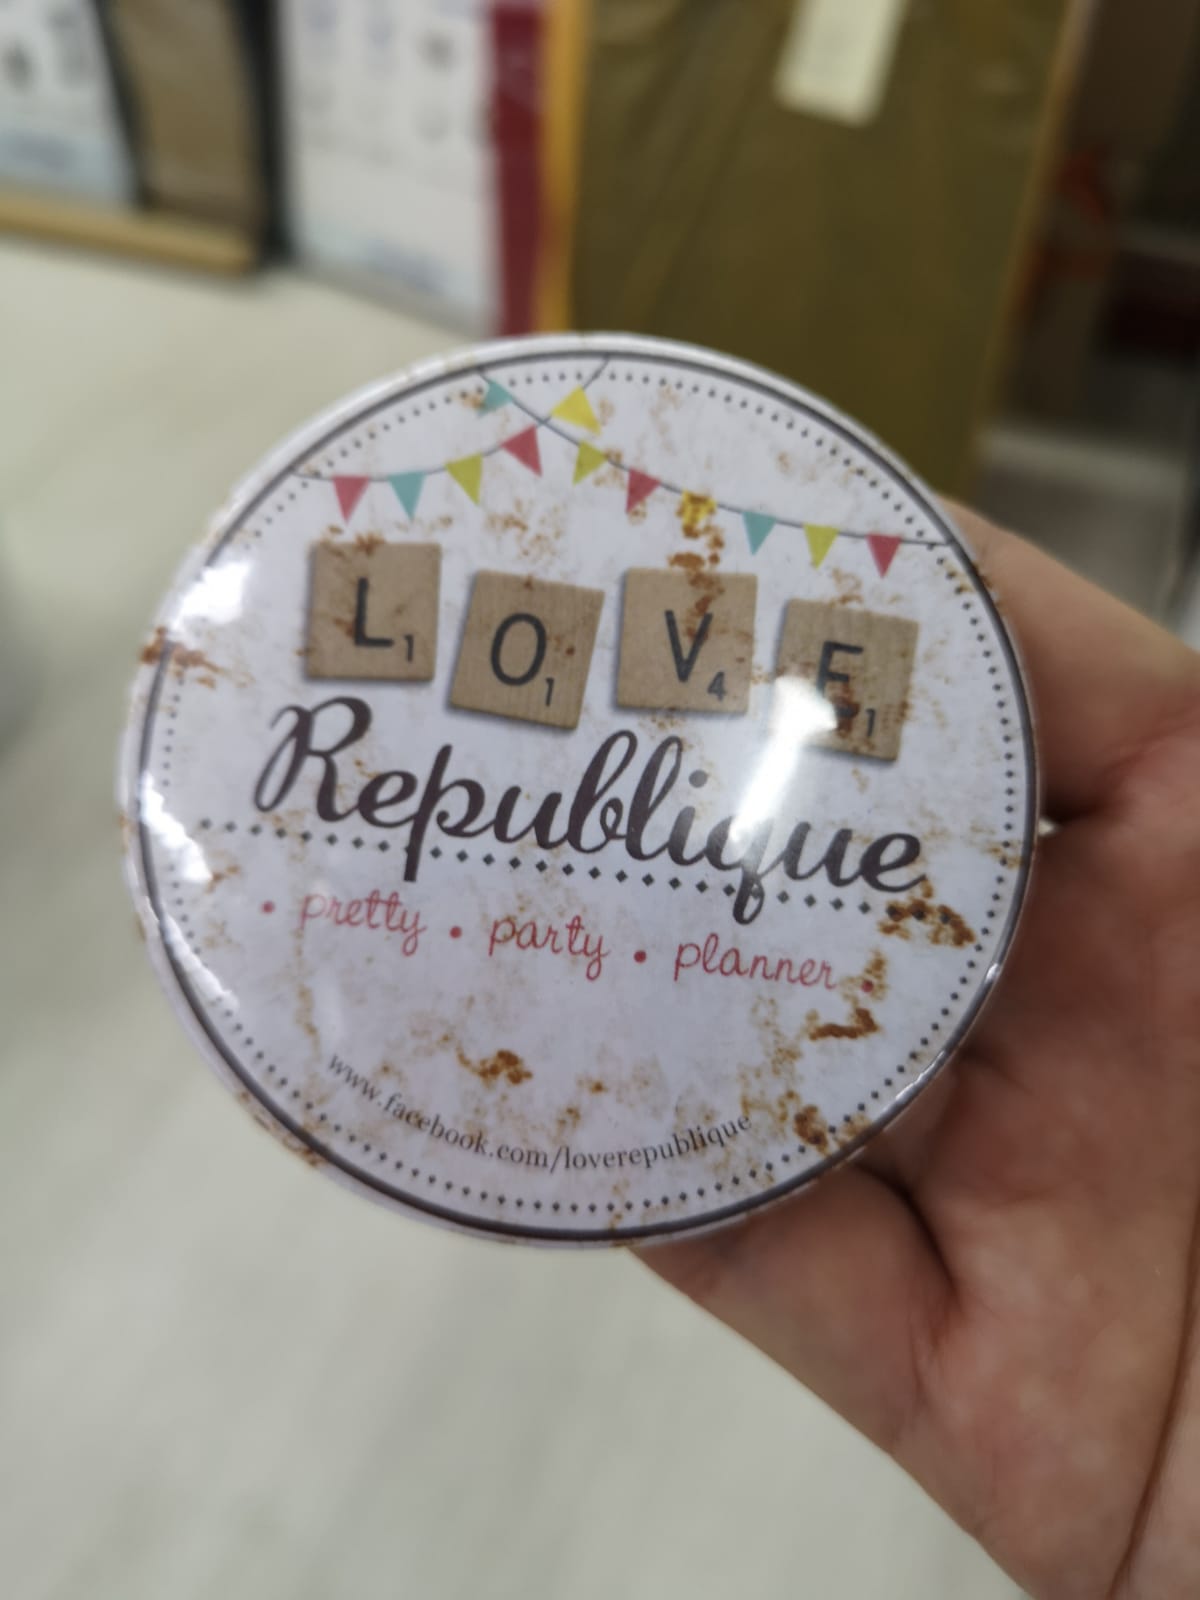 L1 O1 V4 E1
Republique
• pretty • party • planner •
www.facebook.com/loverepublique